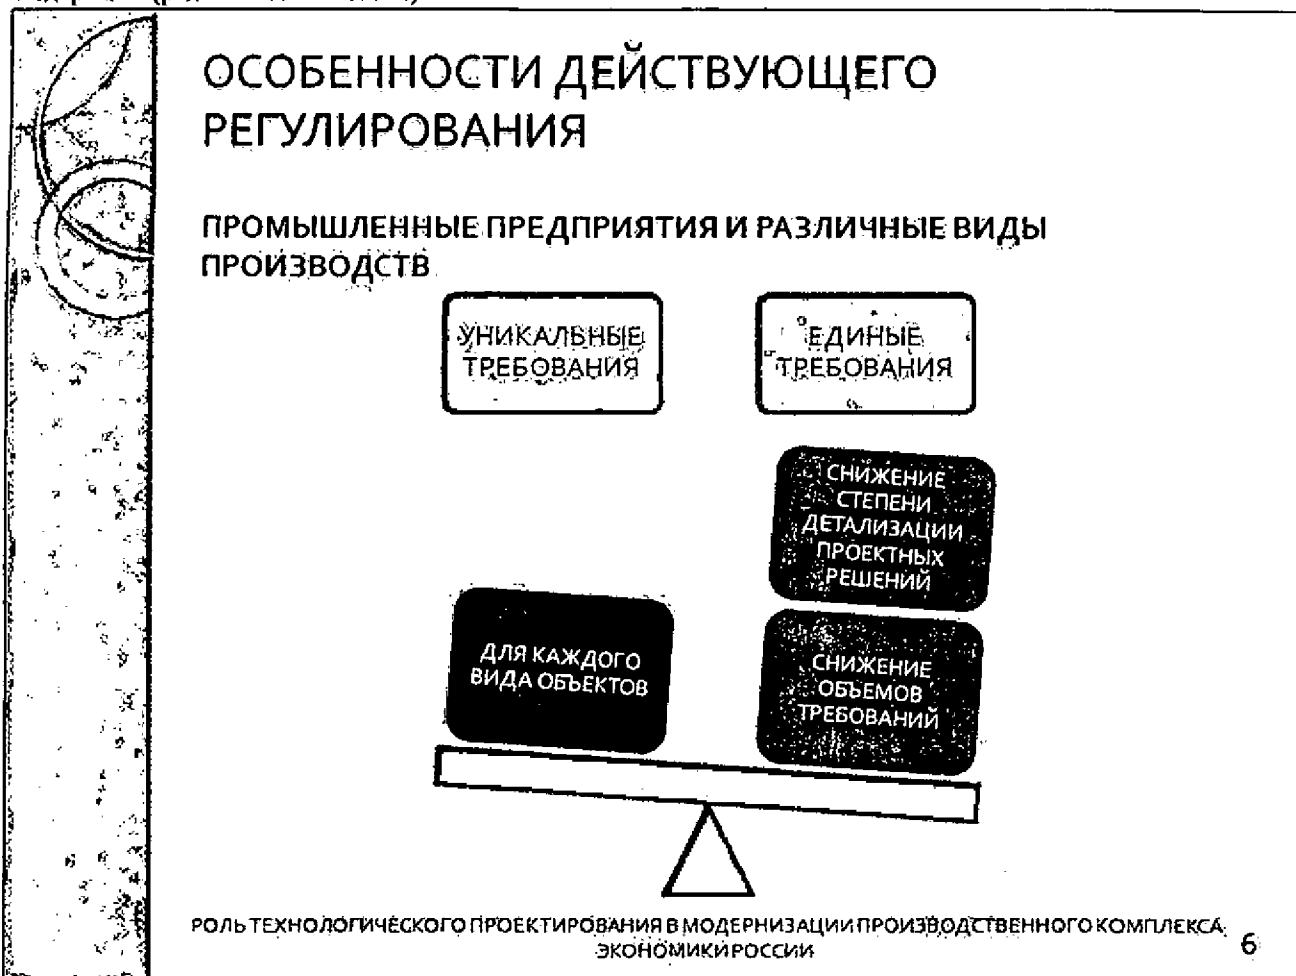 ОСОБЕННОСТИ ДЕЙСТВУЮЩЕГО
РЕГУЛИРОВАНИЯ
ПРОМЫШЛЕННЫЕ ПРЕДПРИЯТИЯ И РАЗЛИЧНЫЕ ВИДЫ
ПРОИЗВОДСТВ
УНИКАЛЬНЫЕ
ТРЕБОВАНИЯ
ЕДИНЫЕ
ТРЕБОВАНИЯ
СНИЖЕНИЕ
СТЕПЕНИ
ДЕТАЛИЗАЦИИ
ПРОЕКТНЫХ
РЕШЕНИЙ
ДЛЯ КАЖДОГО
ВИДА ОБЪЕКТОВ
СНИЖЕНИЕ
ОБЪЕМОВ
ТРЕБОВАНИЙ
РОЛЬ ТЕХНОЛОГИЧЕСКОГО ПРОЕКТИРОВАНИЯ В МОДЕРНИЗАЦИИ ПРОИЗВОДСТВЕННОГО КОМПЛЕКСА
ЭКОНОМИКИ РОССИИ
6